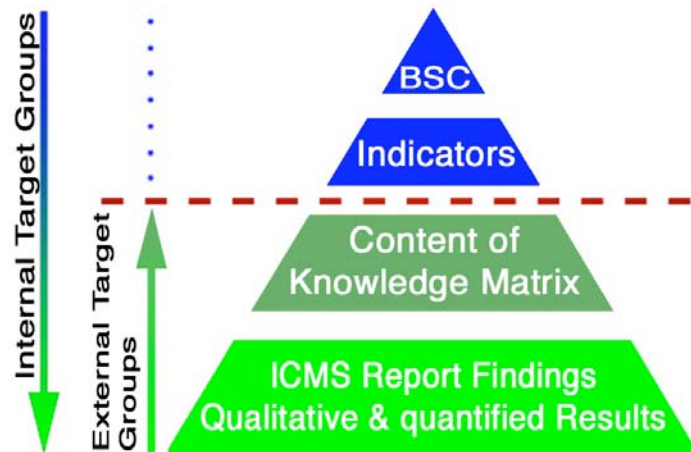 Internal Target Groups
External Target
Groups
BSC
Indicators
Content of
Knowledge Matrix
ICMS Report Findings
Qualitative & quantified Results